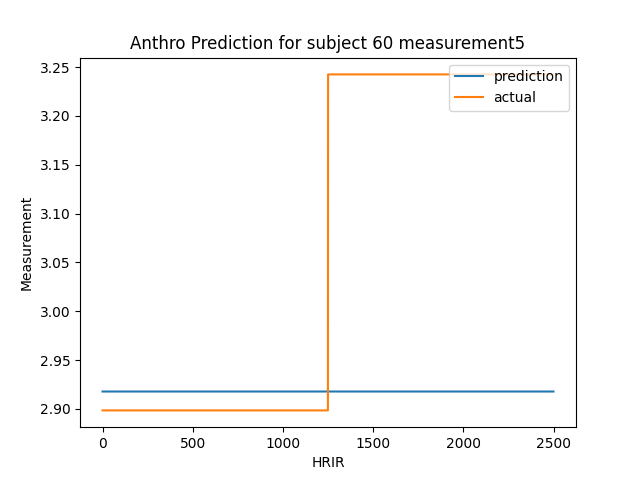 Anthro Prediction for subject 60 measurement5
prediction
actual
3.25
3.20
3.15
3.10
3.05
3.00
2.95
2.90
Measurement
0 500 1000 1500 2000 2500
HRIR